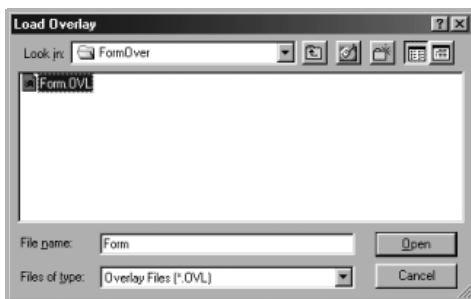 Load Overlay
Look in: FormOver
Form.OVL
File name: Form Open
Files of type: Overlay Files (*.OVL) Cancel